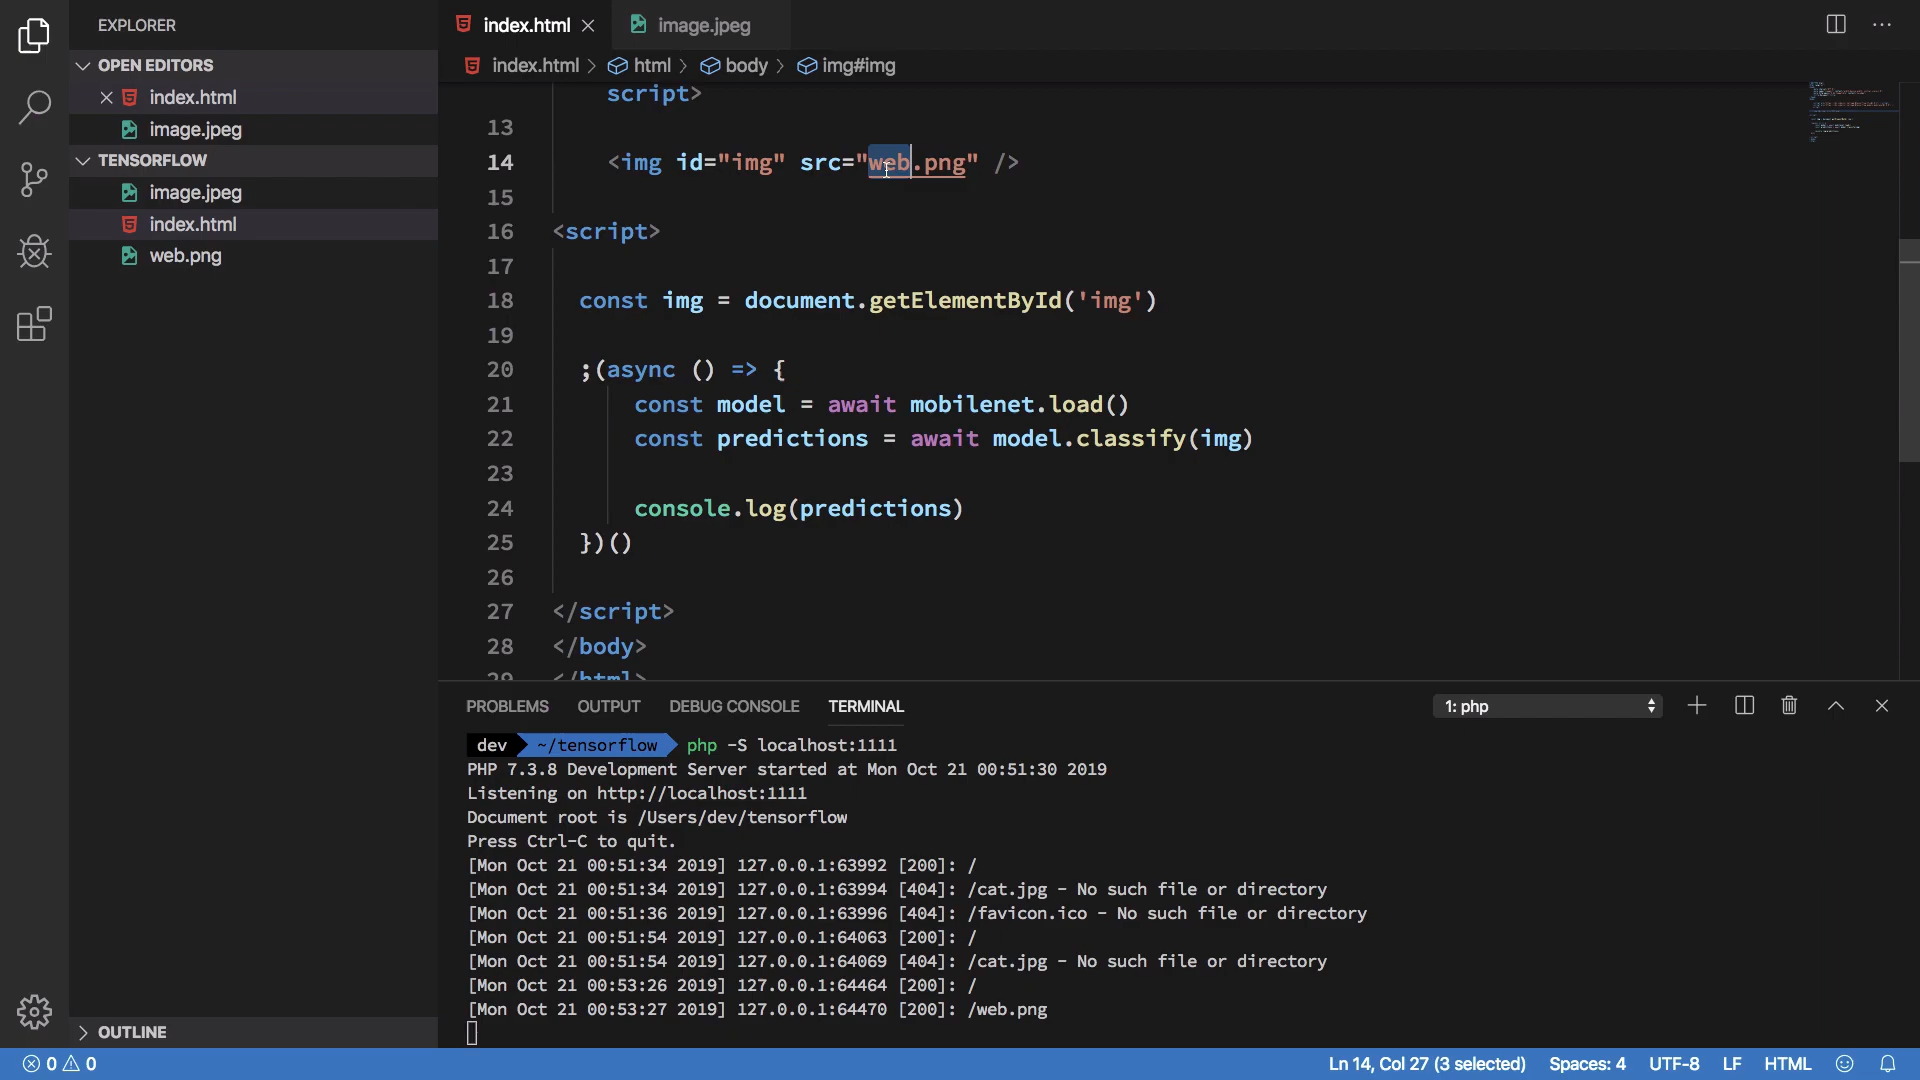 EXPLORER
OPEN EDITORS
index.html
image.jpeg
TENSORFLOW
image.jpeg
index.html
web.png
OUTLINE
index.html
image.jpeg
index.html > html > body > img#img
script>
13
14 <img id="img" src="web.png" />
15
16 <script>
17
18 const img = document.getElementById('img')
19
20 ;(async () => {
21 const model = await mobilenet.load()
22 const predictions = await model.classify(img)
23
24 console.log(predictions)
25 })()
26
27 </script>
28 </body>
29 </html>
PROBLEMS OUTPUT DEBUG CONSOLE TERMINAL 1: php
dev ~/tensorflow php -S localhost:1111
PHP 7.3.8 Development Server started at Mon Oct 21 00:51:30 2019
Listening on http://localhost:1111
Document root is /Users/dev/tensorflow
Press Ctrl-C to quit.
[Mon Oct 21 00:51:34 2019] 127.0.0.1:63992 [200]: /
[Mon Oct 21 00:51:34 2019] 127.0.0.1:63994 [404]: /cat.jpg - No such file or directory
[Mon Oct 21 00:51:36 2019] 127.0.0.1:63996 [404]: /favicon.ico - No such file or directory
[Mon Oct 21 00:51:54 2019] 127.0.0.1:64063 [200]: /
[Mon Oct 21 00:51:54 2019] 127.0.0.1:64069 [404]: /cat.jpg - No such file or directory
[Mon Oct 21 00:53:26 2019] 127.0.0.1:64464 [200]: /
[Mon Oct 21 00:53:27 2019] 127.0.0.1:64470 [200]: /web.png
0 0 Ln 14, Col 27 (3 selected) Spaces: 4 UTF-8 LF HTML